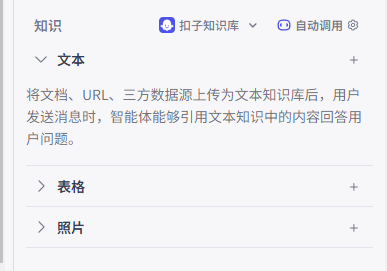 知识 扣子知识库 自动调用
文本
将文档、URL、三方数据源上传为文本知识库后，用户
发送消息时，智能体能够引用文本知识中的内容回答用
户问题。
表格
照片